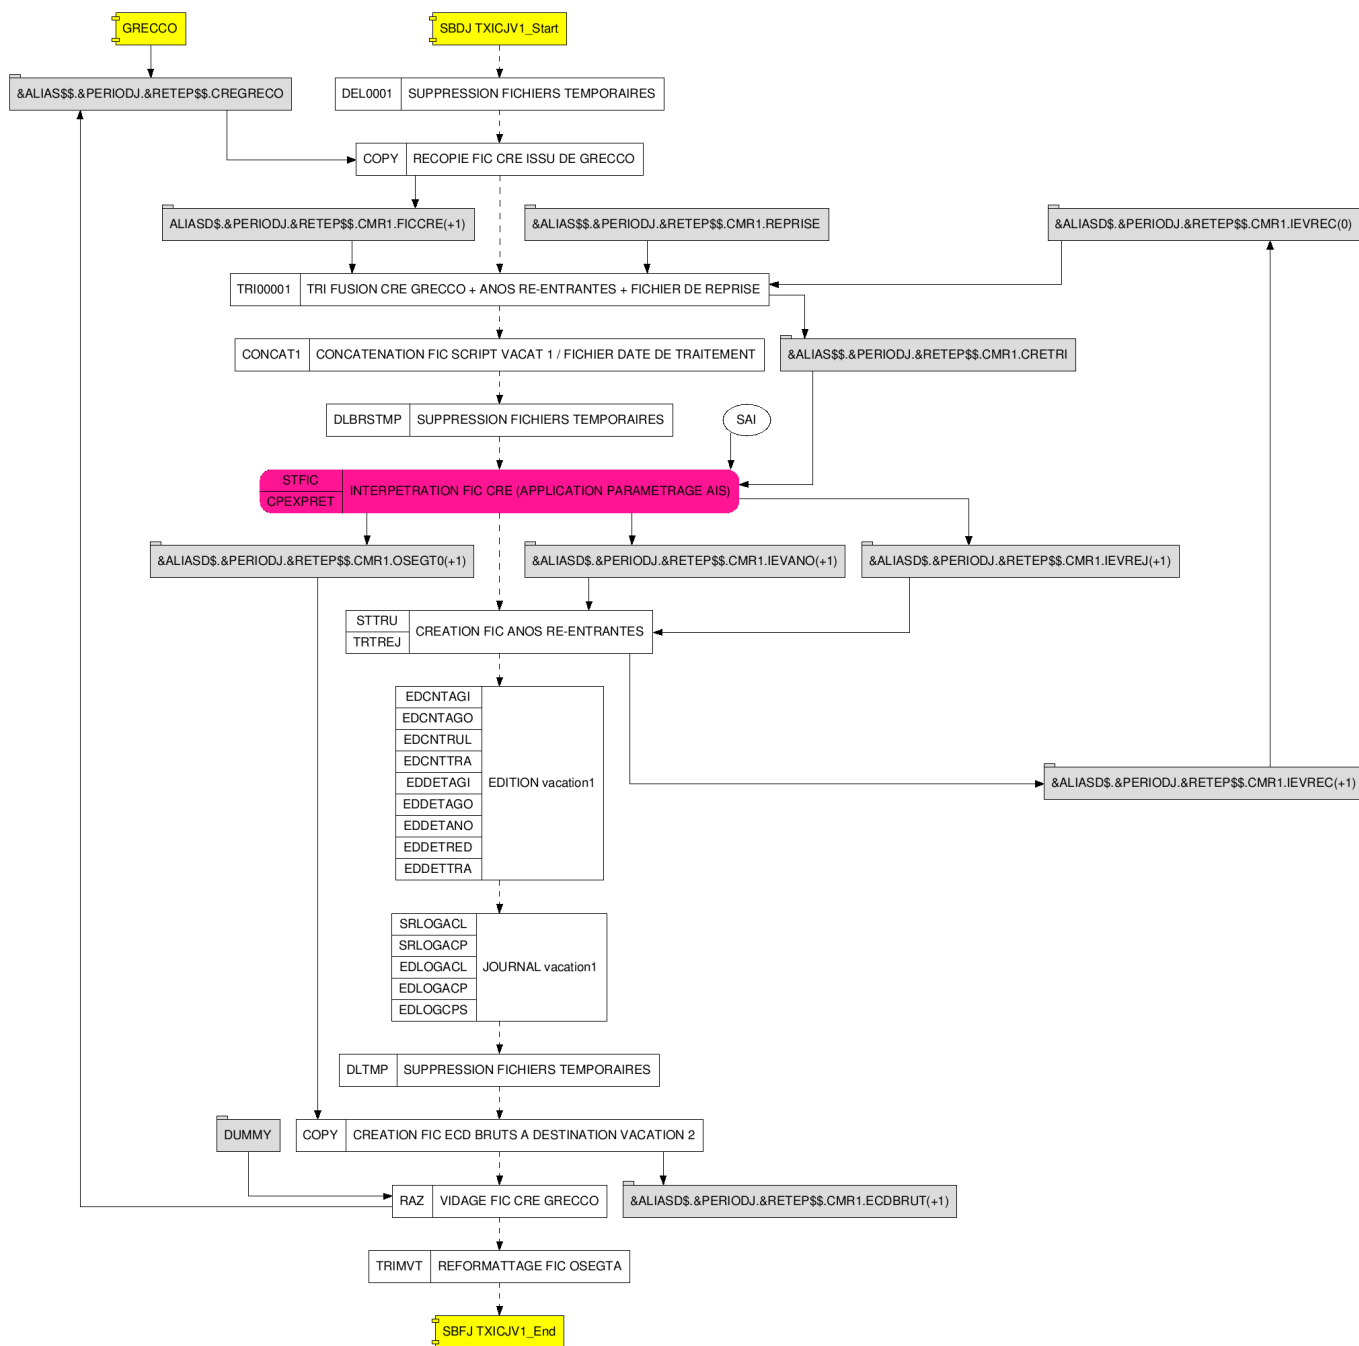 GRECCO
SBDJ TXICJV1_Start
&ALIAS$$.&PERIODJ.&RETEP$$.CREGRECO
DEL0001
SUPPRESSION FICHIERS TEMPORAIRES
COPY
RECOPIE FIC CRE ISSU DE GRECCO
ALIASD$.&PERIODJ.&RETEP$$.CMR1.FICCRE(+1)
&ALIAS$$.&PERIODJ.&RETEP$$.CMR1.REPRISE
&ALIASD$.&PERIODJ.&RETEP$$.CMR1.IEVREC(0)
TRI00001
TRI FUSION CRE GRECCO + ANOS RE-ENTRANTES + FICHIER DE REPRISE
CONCAT1
CONCATENATION FIC SCRIPT VACAT 1 / FICHIER DATE DE TRAITEMENT
&ALIAS$$.&PERIODJ.&RETEP$$.CMR1.CRETRI
DLBRSTMP
SUPPRESSION FICHIERS TEMPORAIRES
SAI
STFIC
CPEXPRET
INTERPETRATION FIC CRE (APPLICATION PARAMETRAGE AIS)
&ALIASD$.&PERIODJ.&RETEP$$.CMR1.OSEGT0(+1)
&ALIASD$.&PERIODJ.&RETEP$$.CMR1.IEVANO(+1)
&ALIASD$.&PERIODJ.&RETEP$$.CMR1.IEVREJ(+1)
STTRU
TRTREJ
CREATION FIC ANOS RE-ENTRANTES
EDCNTAGI
EDCNTAGO
EDCNTRUL
EDCNTTRA
EDDETAGI
EDDETAGO
EDDETANO
EDDETRED
EDDETTRA
EDITION vacation1
&ALIASD$.&PERIODJ.&RETEP$$.CMR1.IEVREC(+1)
SRLOGACL
SRLOGACP
EDLOGACL
EDLOGACP
EDLOGCPS
JOURNAL vacation1
DLTMP
SUPPRESSION FICHIERS TEMPORAIRES
DUMMY
COPY
CREATION FIC ECD BRUTS A DESTINATION VACATION 2
RAZ
VIDAGE FIC CRE GRECCO
&ALIASD$.&PERIODJ.&RETEP$$.CMR1.ECDBRUT(+1)
TRIMVT
REFORMATTAGE FIC OSEGTA
SBFJ TXICJV1_End